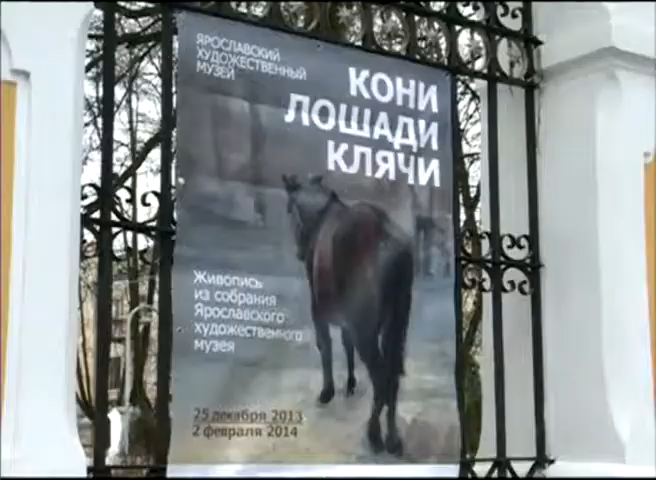 ЯРОСЛАВСКИЙ
ХУДОЖЕСТВЕННЫЙ
МУЗЕЙ
КОНИ
ЛОШАДИ
КЛЯЧИ
Живопись
из собрания
Ярославского
художественного
музея
25 декабря 2013
2 февраля 2014